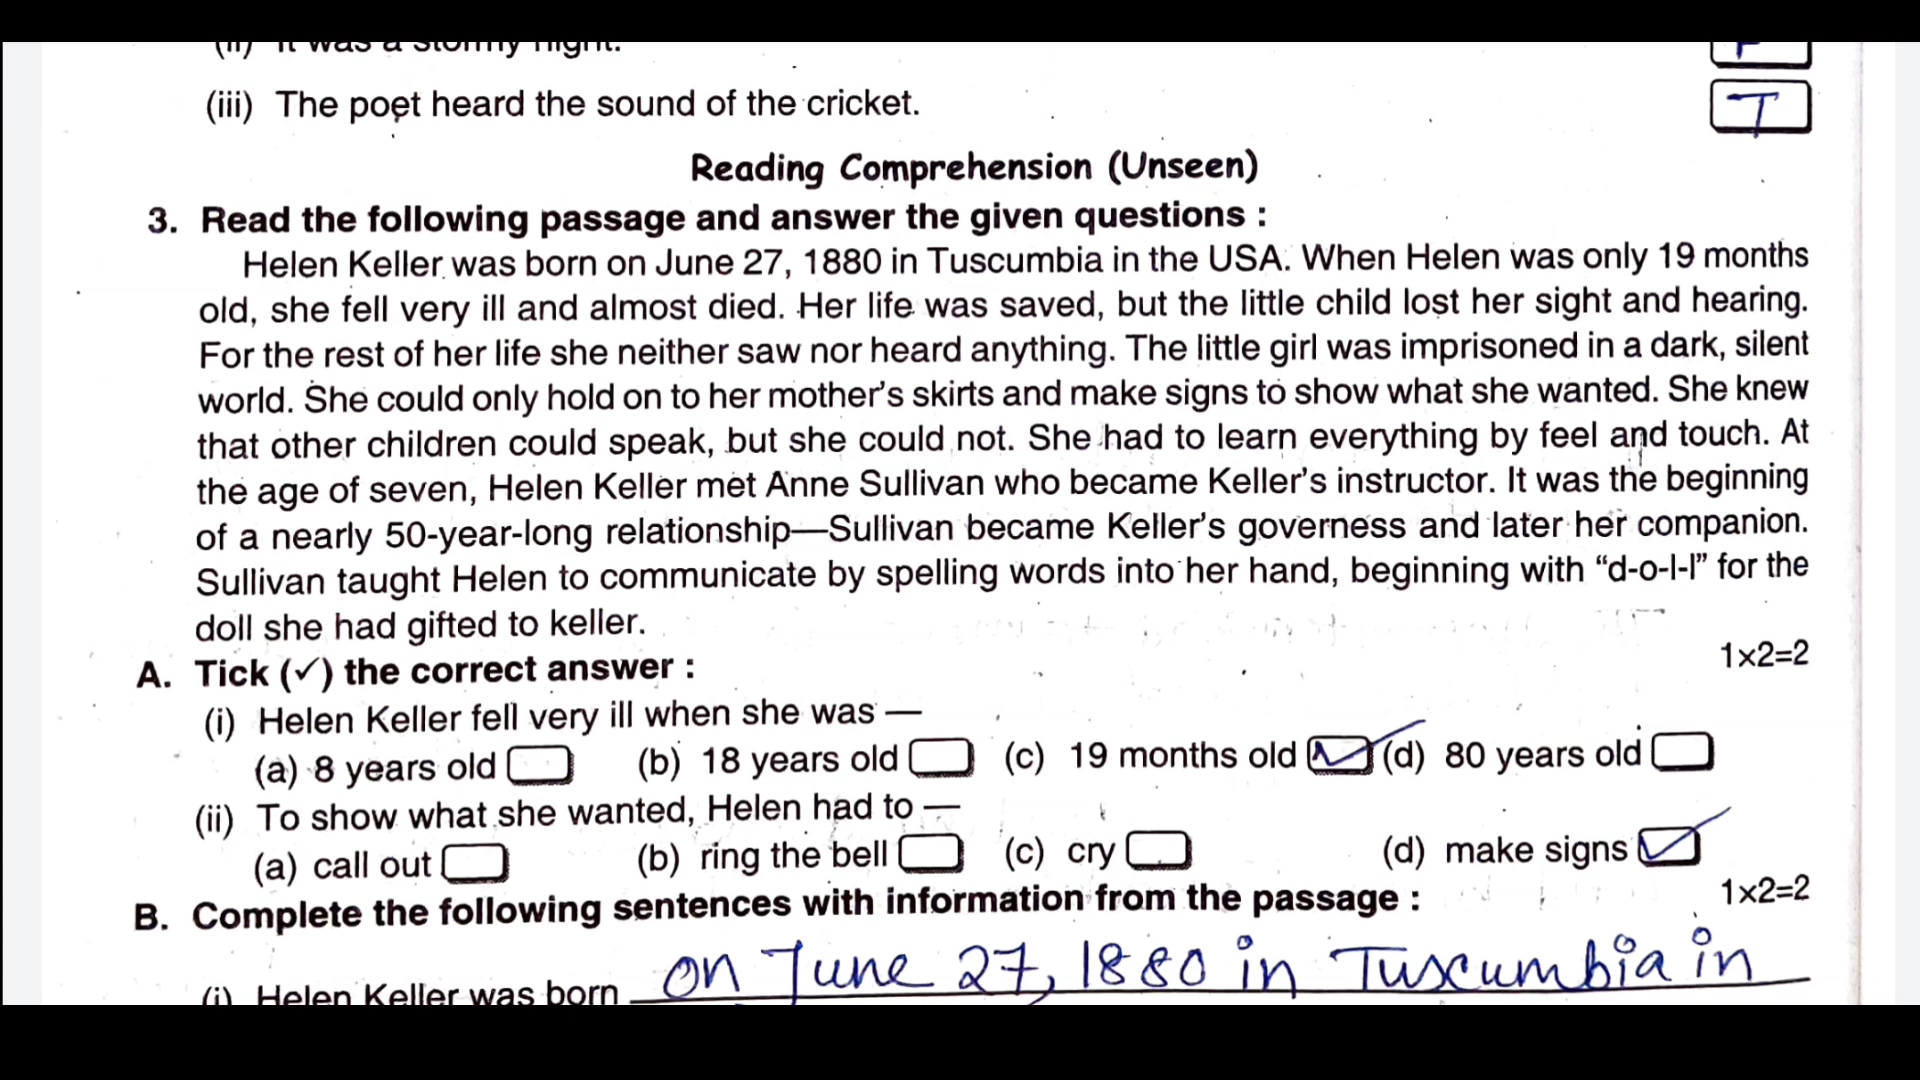 (ii) It was a stormy night.
F
(iii) The poet heard the sound of the cricket.
T
Reading Comprehension (Unseen)
3. Read the following passage and answer the given questions :
Helen Keller was born on June 27, 1880 in Tuscumbia in the USA. When Helen was only 19 months
old, she fell very ill and almost died. Her life was saved, but the little child lost her sight and hearing.
For the rest of her life she neither saw nor heard anything. The little girl was imprisoned in a dark, silent
world. She could only hold on to her mother's skirts and make signs to show what she wanted. She knew
that other children could speak, but she could not. She had to learn everything by feel and touch. At
the age of seven, Helen Keller met Anne Sullivan who became Keller's instructor. It was the beginning
of a nearly 50-year-long relationship—Sullivan became Keller's governess and later her companion.
Sullivan taught Helen to communicate by spelling words into her hand, beginning with “d-o-l-l” for the
doll she had gifted to keller.
A. Tick (✓) the correct answer : 1×2=2
(i) Helen Keller fell very ill when she was —
(a) 8 years old (b) 18 years old (c) 19 months old ✓ (d) 80 years old
(ii) To show what she wanted, Helen had to —
(a) call out (b) ring the bell (c) cry (d) make signs ✓
B. Complete the following sentences with information from the passage : 1×2=2
(i) Helen Keller was born on June 27, 1880 in Tuscumbia in